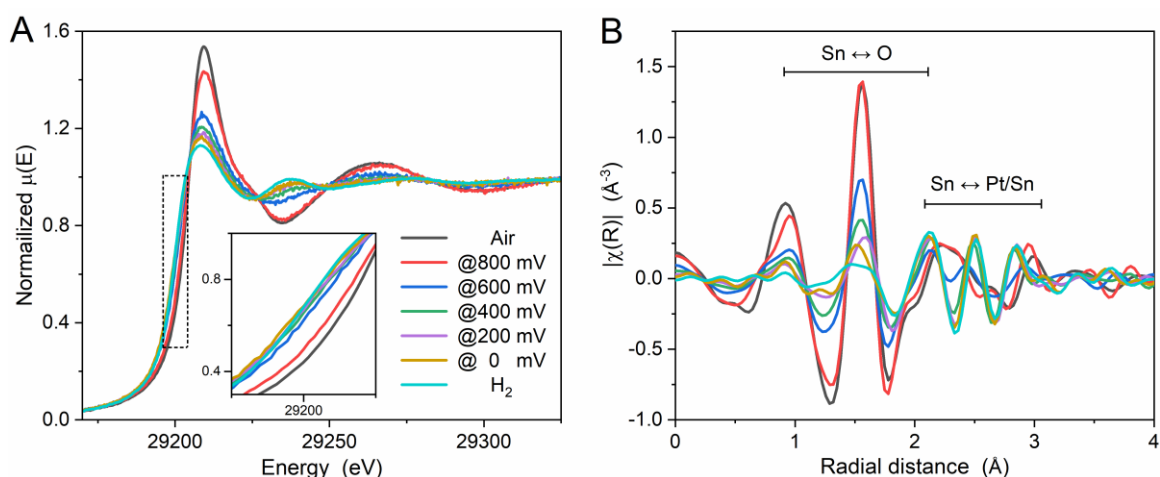 A
Normailized μ(E)
1.6
1.2
0.8
0.4
0.0
29200
29250
29300
Energy (eV)
0.8
0.4
29200
Air
@800 mV
@600 mV
@400 mV
@200 mV
@ 0 mV
H₂
B
|χ(R)| (Å⁻³)
1.5
1.0
0.5
0.0
-0.5
-1.0
0
1
2
3
4
Radial distance (Å)
Sn ↔ O
Sn ↔ Pt/Sn